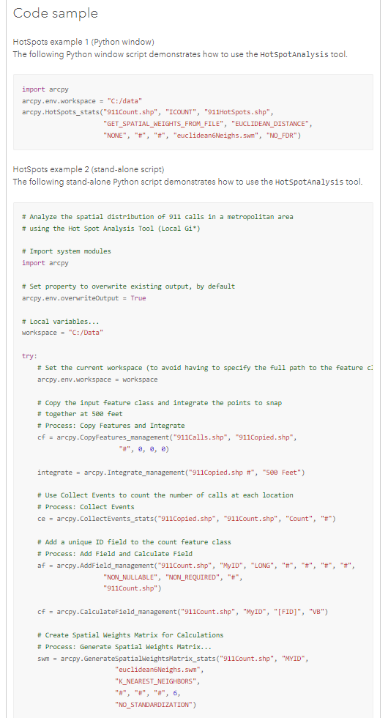 Code sample
HotSpots example 1 (Python window)
The following Python window script demonstrates how to use the HotSpotAnalysis tool.
import arcpy
arcpy.env.workspace = "C:/data"
arcpy.HotSpots_stats("911Count.shp", "ICOUNT", "911HotSpots.shp",
"GET_SPATIAL_WEIGHTS_FROM_FILE", "EUCLIDEAN_DISTANCE",
"NONE", "#", "#", "euclidean6Neighs.swm", "NO_FDR")
HotSpots example 2 (stand-alone script)
The following stand-alone Python script demonstrates how to use the HotSpotAnalysis tool.
# Analyze the spatial distribution of 911 calls in a metropolitan area
# using the Hot Spot Analysis Tool (Local Gi*)
# Import system modules
import arcpy
# Set property to overwrite existing output, by default
arcpy.env.overwriteOutput = True
# Local variables...
workspace = "C:/Data"
try:
# Set the current workspace (to avoid having to specify the full path to the feature
arcpy.env.workspace = workspace
# Copy the input feature class and integrate the points to snap
# together at 500 feet
# Process: Copy Features and Integrate
cf = arcpy.CopyFeatures_management("911Calls.shp", "911Copied.shp",
"#", 0, 0, 0)
integrate = arcpy.Integrate_management("911Copied.shp #", "500 Feet")
# Use Collect Events to count the number of calls at each location
# Process: Collect Events
ce = arcpy.CollectEvents_stats("911Copied.shp", "911Count.shp", "Count", "#")
# Add a unique ID field to the count feature class
# Process: Add Field and Calculate Field
af = arcpy.AddField_management("911Count.shp", "MyID", "LONG", "#", "#", "#", "#",
"NON_NULLABLE", "NON_REQUIRED", "#",
"911Count.shp")
cf = arcpy.CalculateField_management("911Count.shp", "MyID", "[FID]", "VB")
# Create Spatial Weights Matrix for Calculations
# Process: Generate Spatial Weights Matrix...
swm = arcpy.GenerateSpatialWeightsMatrix_stats("911Count.shp", "MYID",
"euclidean6Neighs.swm",
"K_NEAREST_NEIGHBORS",
"#", "#", "#", 6,
"NO_STANDARDIZATION")